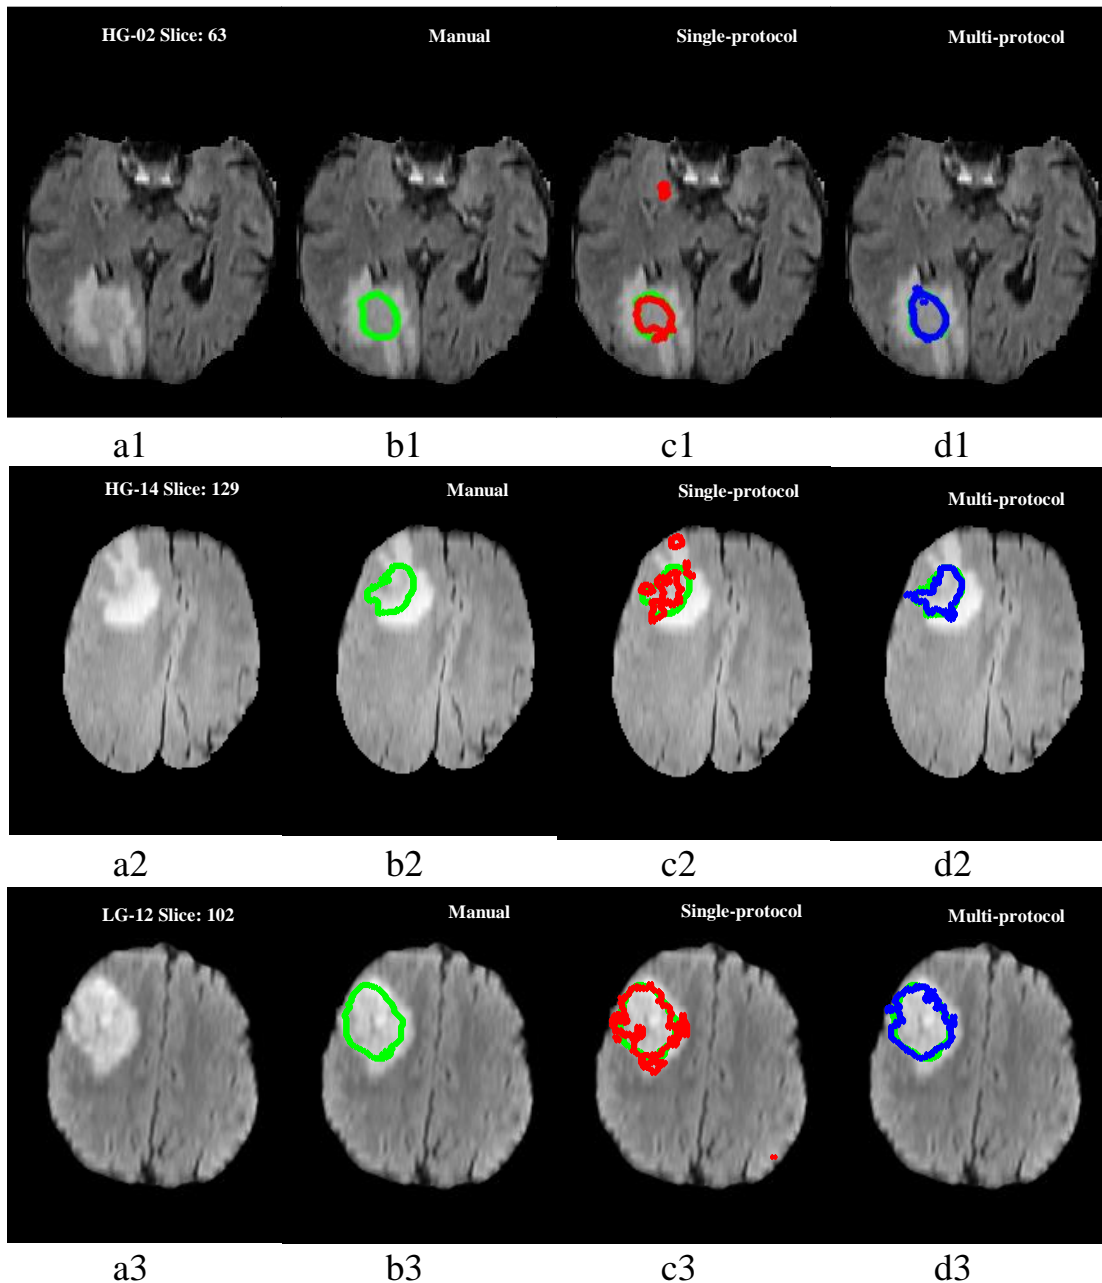 HG-02 Slice: 63 Manual Single-protocol Multi-protocol
a1 b1 c1 d1
HG-14 Slice: 129 Manual Single-protocol Multi-protocol
a2 b2 c2 d2
LG-12 Slice: 102 Manual Single-protocol Multi-protocol
a3 b3 c3 d3